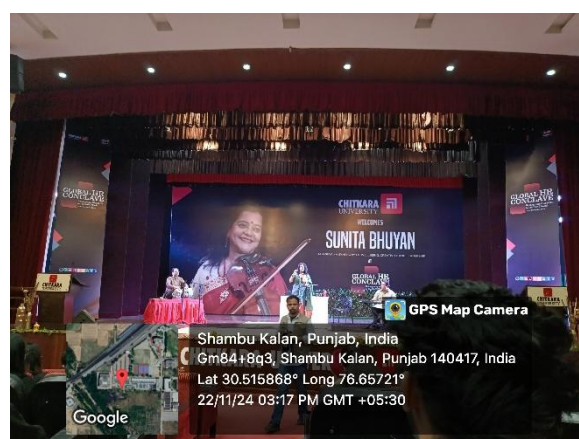 CHITKARA
UNIVERSITY
WELCOMES
SUNITA BHUYAN
GLOBAL HR
CONCLAVE
GLOBAL HR
CONCLAVE
GLOBAL HR
CONCLAVE
CHITKARA
GPS Map Camera
Shambu Kalan, Punjab, India
Gm84+8q3, Shambu Kalan, Punjab 140417, India
Lat 30.515868° Long 76.65721°
22/11/24 03:17 PM GMT +05:30
Google